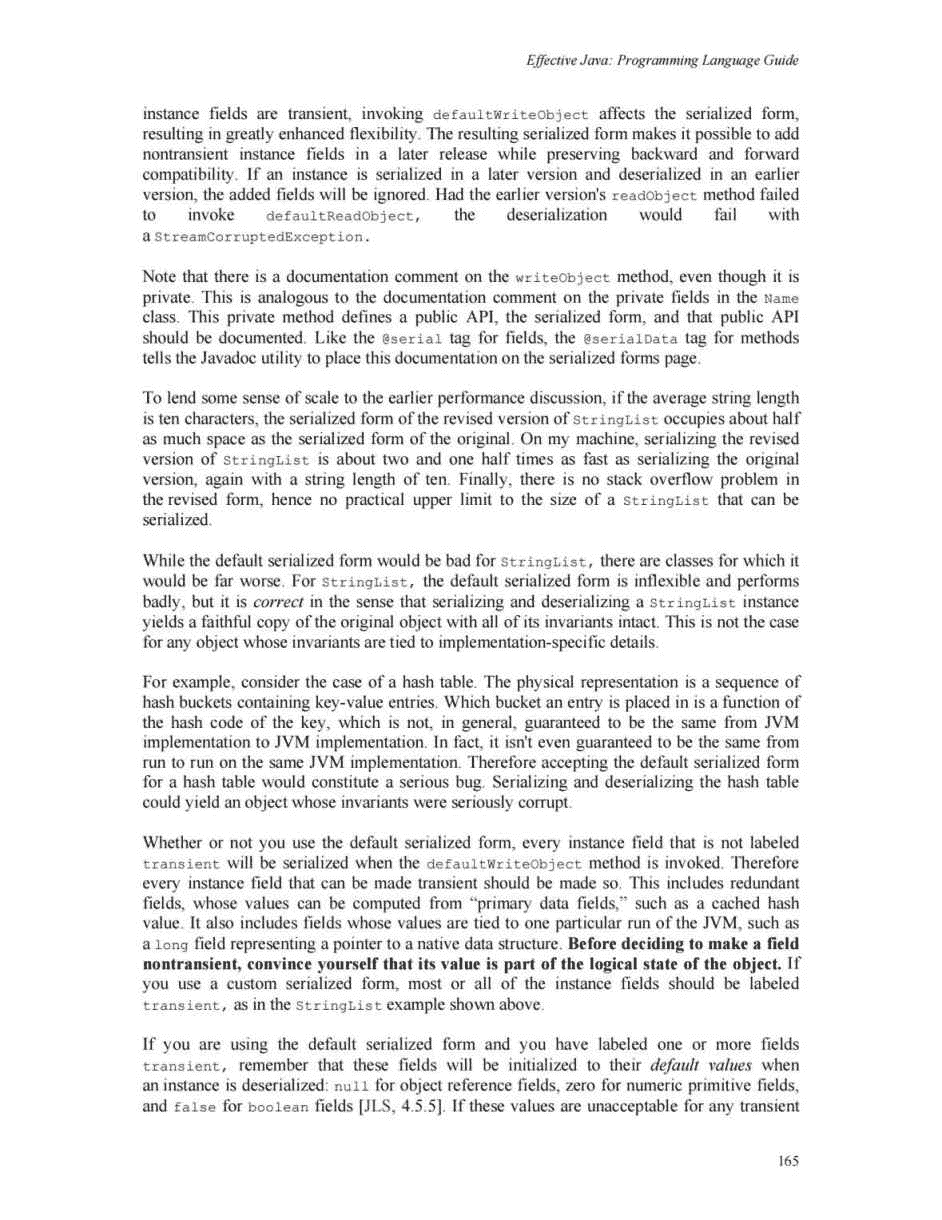 Effective Java: Programming Language Guide
instance fields are transient, invoking defaultWriteObject affects the serialized form,
resulting in greatly enhanced flexibility. The resulting serialized form makes it possible to add
nontransient instance fields in a later release while preserving backward and forward
compatibility. If an instance is serialized in a later version and deserialized in an earlier
version, the added fields will be ignored. Had the earlier version's readObject method failed
to invoke defaultReadObject, the deserialization would fail with
a StreamCorruptedException.
Note that there is a documentation comment on the writeObject method, even though it is
private. This is analogous to the documentation comment on the private fields in the Name
class. This private method defines a public API, the serialized form, and that public API
should be documented. Like the @serial tag for fields, the @serialData tag for methods
tells the Javadoc utility to place this documentation on the serialized forms page.
To lend some sense of scale to the earlier performance discussion, if the average string length
is ten characters, the serialized form of the revised version of StringList occupies about half
as much space as the serialized form of the original. On my machine, serializing the revised
version of StringList is about two and one half times as fast as serializing the original
version, again with a string length of ten. Finally, there is no stack overflow problem in
the revised form, hence no practical upper limit to the size of a StringList that can be
serialized.
While the default serialized form would be bad for StringList, there are classes for which it
would be far worse. For StringList, the default serialized form is inflexible and performs
badly, but it is correct in the sense that serializing and deserializing a StringList instance
yields a faithful copy of the original object with all of its invariants intact. This is not the case
for any object whose invariants are tied to implementation-specific details.
For example, consider the case of a hash table. The physical representation is a sequence of
hash buckets containing key-value entries. Which bucket an entry is placed in is a function of
the hash code of the key, which is not, in general, guaranteed to be the same from JVM
implementation to JVM implementation. In fact, it isn't even guaranteed to be the same from
run to run on the same JVM implementation. Therefore accepting the default serialized form
for a hash table would constitute a serious bug. Serializing and deserializing the hash table
could yield an object whose invariants were seriously corrupt.
Whether or not you use the default serialized form, every instance field that is not labeled
transient will be serialized when the defaultWriteObject method is invoked. Therefore
every instance field that can be made transient should be made so. This includes redundant
fields, whose values can be computed from “primary data fields,” such as a cached hash
value. It also includes fields whose values are tied to one particular run of the JVM, such as
a long field representing a pointer to a native data structure. Before deciding to make a field
nontransient, convince yourself that its value is part of the logical state of the object. If
you use a custom serialized form, most or all of the instance fields should be labeled
transient, as in the StringList example shown above.
If you are using the default serialized form and you have labeled one or more fields
transient, remember that these fields will be initialized to their default values when
an instance is deserialized: null for object reference fields, zero for numeric primitive fields,
and false for boolean fields [JLS, 4.5.5]. If these values are unacceptable for any transient
165